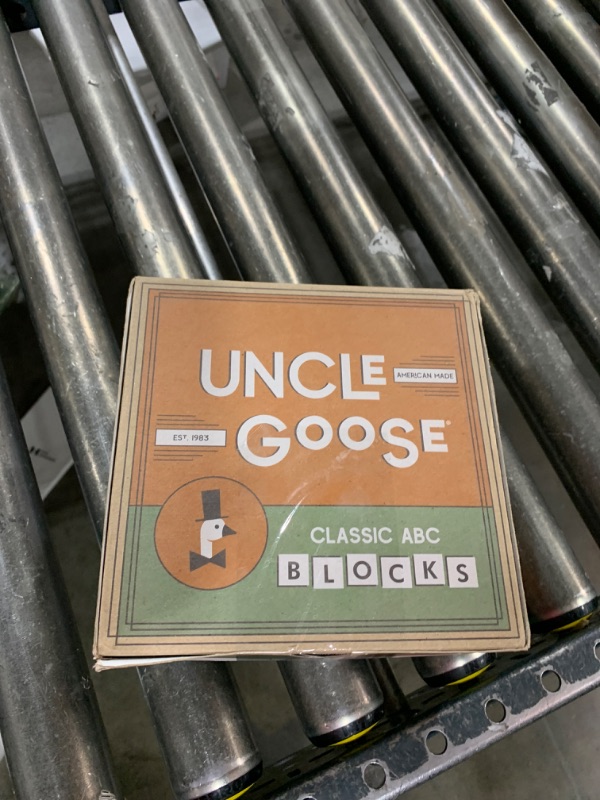 UNCLE
AMERICAN MADE
EST. 1983
GOOSE®
CLASSIC ABC
BLOCKS